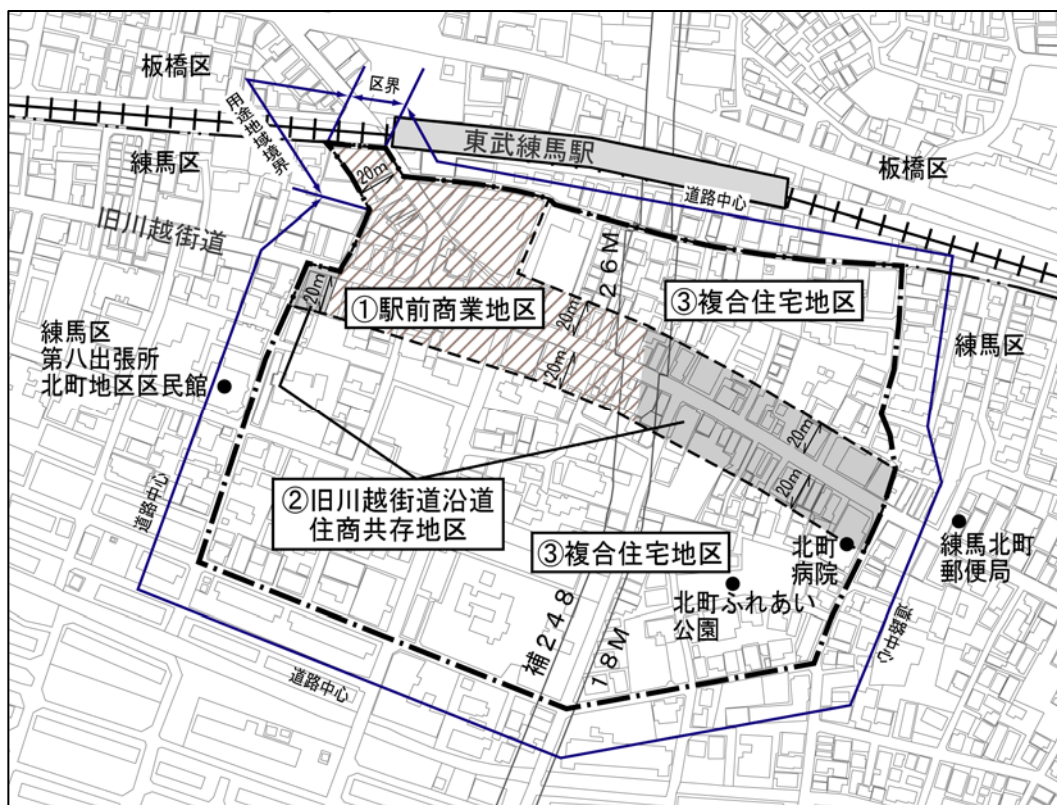 板橋区
区界
用途地域境界
東武練馬駅
板橋区
練馬区
20m
道路中心
旧川越街道
26M
20m
①駅前商業地区
20m
③複合住宅地区
練馬区
第八出張所
北町地区区民館
20m
練馬区
20m
20m
道路中心
②旧川越街道沿道
住商共存地区
③複合住宅地区
北町
病院
練馬北町
郵便局
北町ふれあい
公園
補248
18M
道路中心
道路中心